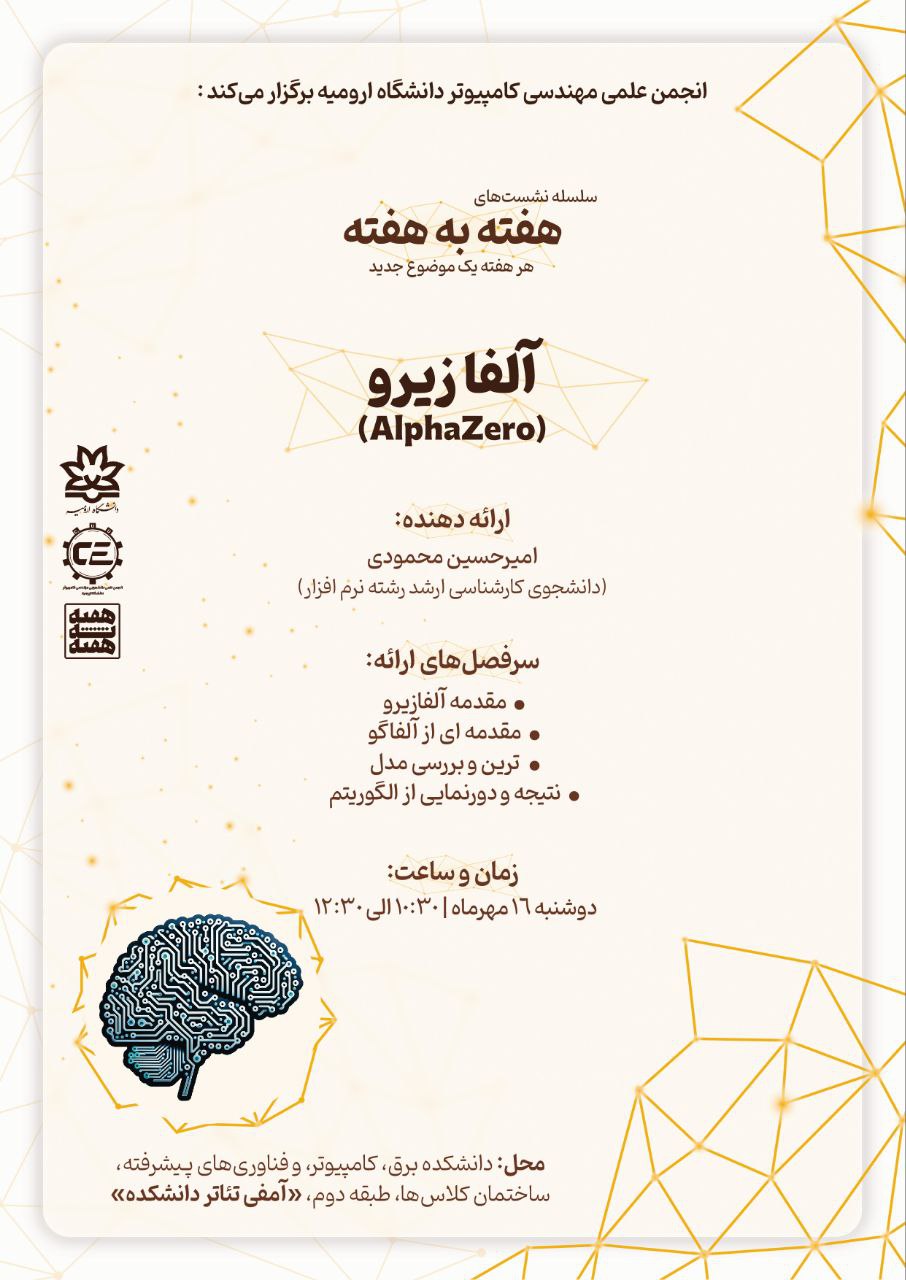 انجمن علمی مهندسی کامپیوتر دانشگاه ارومیه برگزار می‌کند :
سلسله نشست‌های
هفته به هفته
هر هفته یک موضوع جدید
آلفا زیرو
(AlphaZero)
ارائه دهنده:
امیرحسین محمودی
(دانشجوی کارشناسی ارشد رشته نرم افزار)
سرفصل‌های ارائه:
● مقدمه آلفازیرو
● مقدمه ای از آلفاگو
● ترین و بررسی مدل
● نتیجه و دورنمایی از الگوریتم
زمان و ساعت:
دوشنبه ۱۶ مهرماه | ۱۰:۳۰ الی ۱۲:۳۰
دانشگاه ارومیه
CE
هفته
به
هفته
محل: دانشکده برق، کامپیوتر، و فناوری‌های پیشرفته،
ساختمان کلاس‌ها، طبقه دوم، «آمفی تئاتر دانشکده»